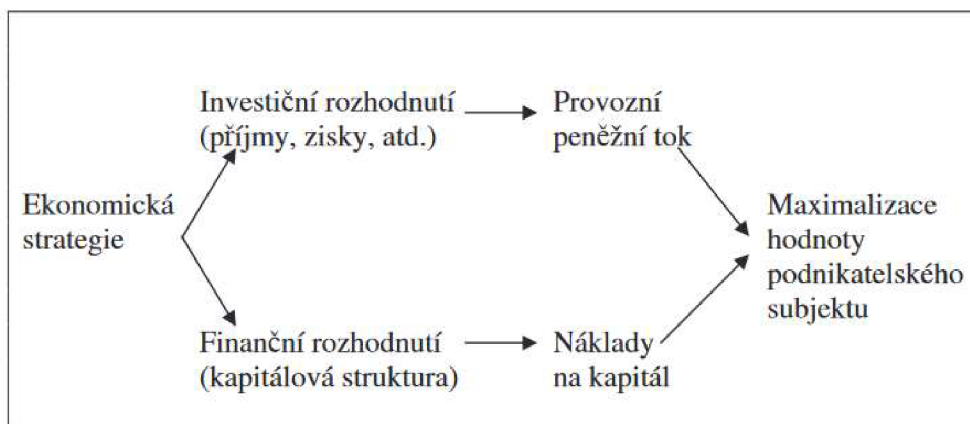 Investiční rozhodnutí
(příjmy, zisky, atd.)
Provozní
peněžní tok
Ekonomická
strategie
Maximalizace
hodnoty
podnikatelského
subjektu
Finanční rozhodnutí
(kapitálová struktura)
Náklady
na kapitál